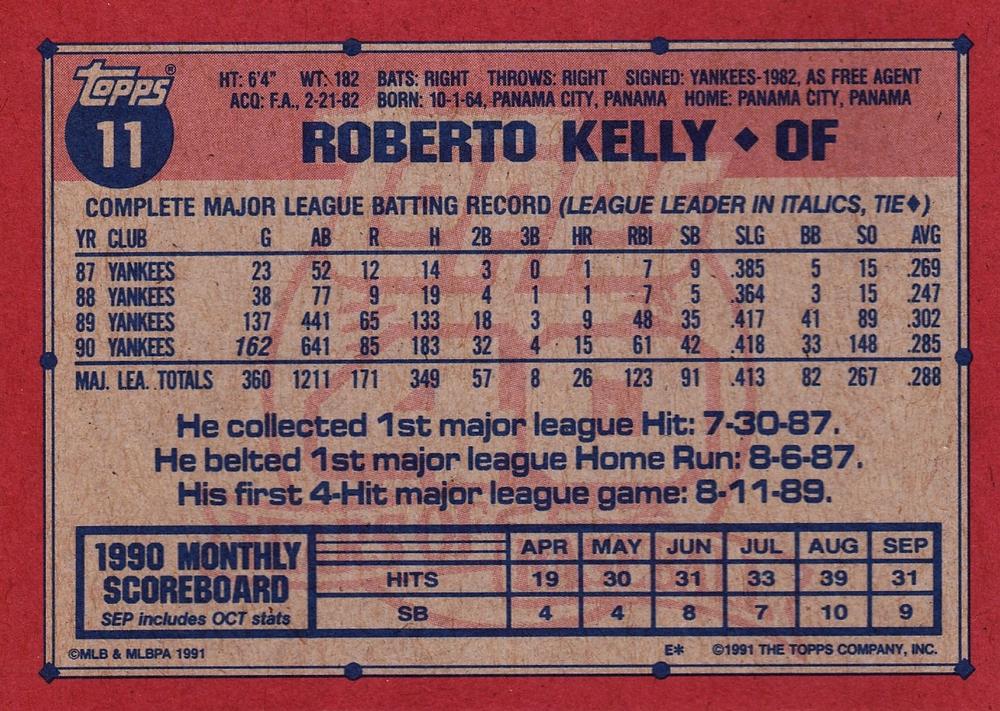 Topps®
11
HT: 6'4" WT: 182 BATS: RIGHT THROWS: RIGHT SIGNED: YANKEES-1982, AS FREE AGENT
ACQ: F.A., 2-21-82 BORN: 10-1-64, PANAMA CITY, PANAMA HOME: PANAMA CITY, PANAMA
ROBERTO KELLY ♦ OF
COMPLETE MAJOR LEAGUE BATTING RECORD (LEAGUE LEADER IN ITALICS, TIE♦)
YR CLUB G AB R H 2B 3B HR RBI SB SLG BB SO AVG
87 YANKEES 23 52 12 14 3 0 1 7 9 .385 5 15 .269
88 YANKEES 38 77 9 19 4 1 1 7 5 .364 3 15 .247
89 YANKEES 137 441 65 133 18 3 9 48 35 .417 41 89 .302
90 YANKEES 162 641 85 183 32 4 15 61 42 .418 33 148 .285
MAJ. LEA. TOTALS 360 1211 171 349 57 8 26 123 91 .413 82 267 .288
He collected 1st major league Hit: 7-30-87.
He belted 1st major league Home Run: 8-6-87.
His first 4-Hit major league game: 8-11-89.
1990 MONTHLY
SCOREBOARD
SEP includes OCT stats
APR MAY JUN JUL AUG SEP
HITS 19 30 31 33 39 31
SB 4 4 8 7 10 9
©MLB & MLBPA 1991 E* ©1991 THE TOPPS COMPANY, INC.